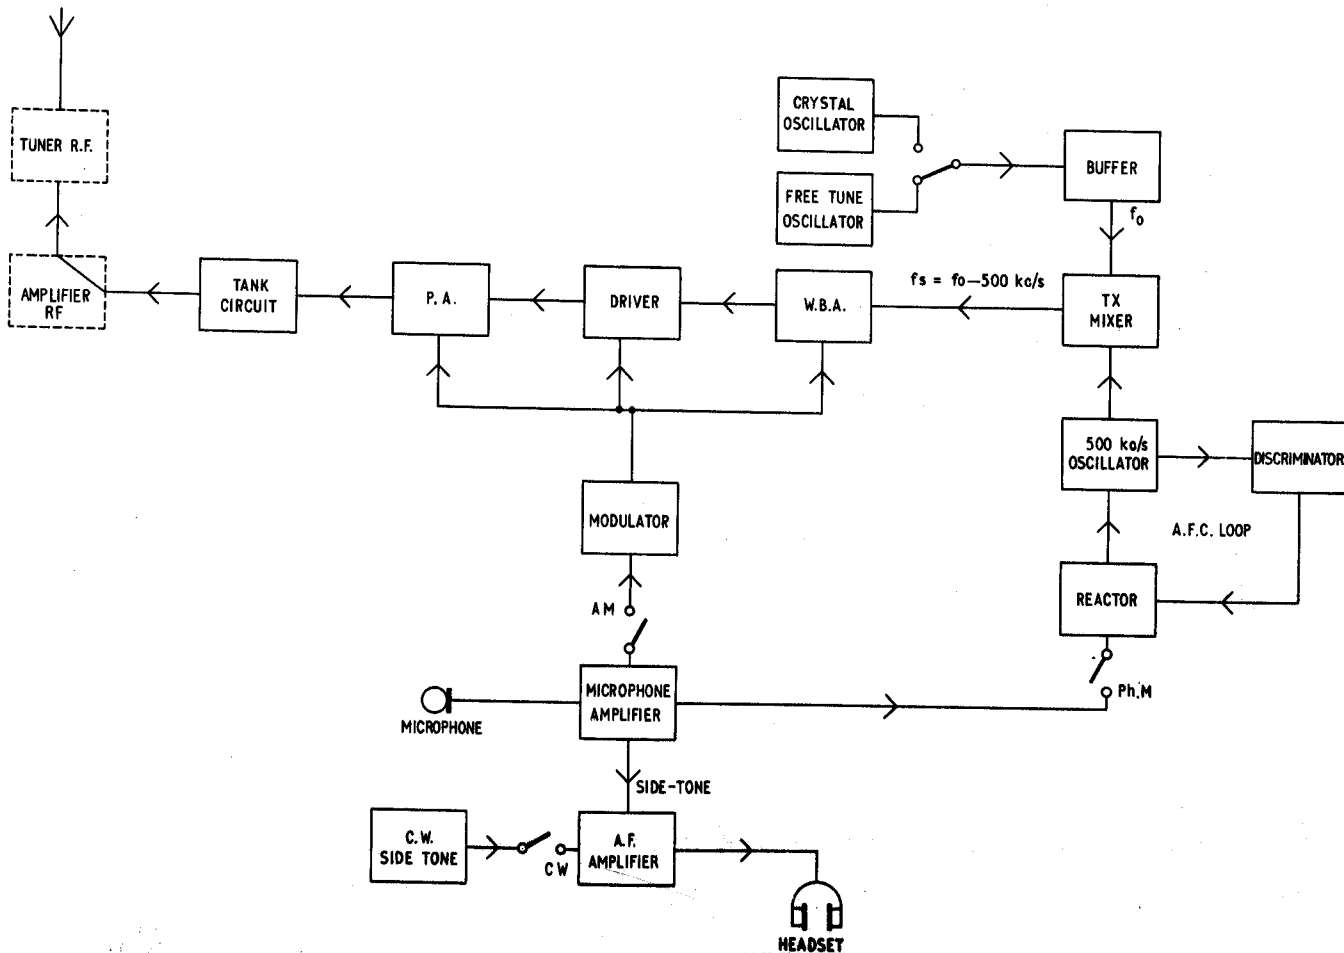 CRYSTAL
OSCILLATOR
TUNER R.F.
BUFFER
FREE TUNE
OSCILLATOR
fo
AMPLIFIER
RF
TANK
CIRCUIT
P. A.
DRIVER
W.B.A.
fs = fo—500 kc/s
TX
MIXER
500 kc/s
OSCILLATOR
DISCRIMINATOR
MODULATOR
A.F.C. LOOP
REACTOR
AM
MICROPHONE
AMPLIFIER
Ph.M
MICROPHONE
SIDE-TONE
C.W.
SIDE TONE
CW
A.F.
AMPLIFIER
HEADSET